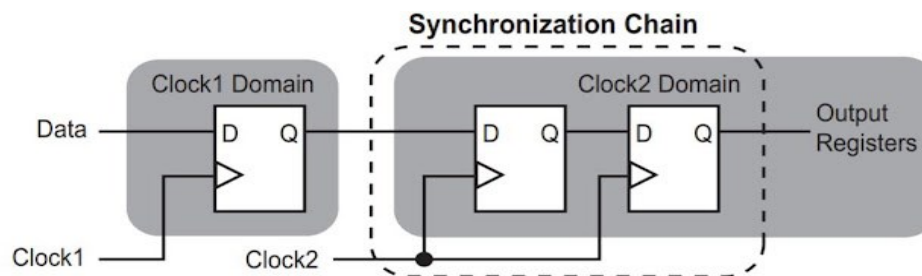 Synchronization Chain
Clock1 Domain
Clock2 Domain
Data
D Q
D Q
D Q
Output
Registers
Clock1
Clock2